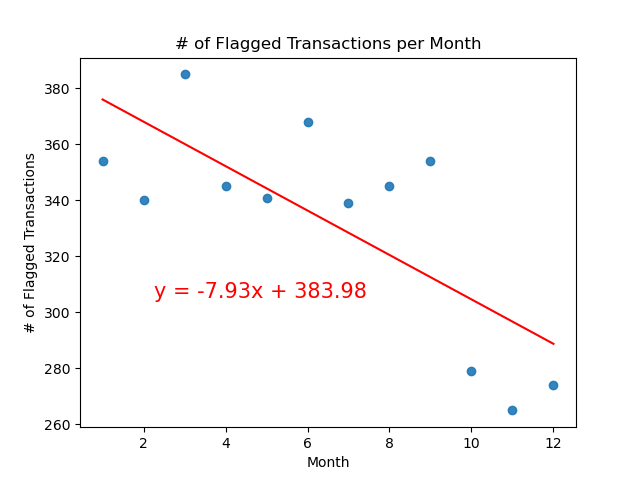 # of Flagged Transactions per Month
380
360
340
320
300
280
260
# of Flagged Transactions
y = -7.93x + 383.98
2 4 6 8 10 12
Month